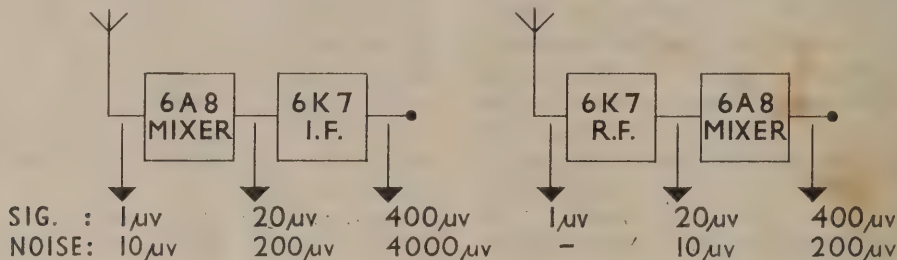 6A8 MIXER
6K7 I.F.
6K7 R.F.
6A8 MIXER
SIG. : 1μv 20μv 400μv 1μv 20μv 400μv
NOISE: 10μv 200μv 4000μv - 10μv 200μv